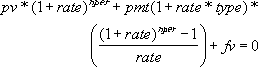 pv * (1 + rate)^nper + pmt(1 + rate * type) *
((1 + rate)^nper - 1 / rate) + fv = 0